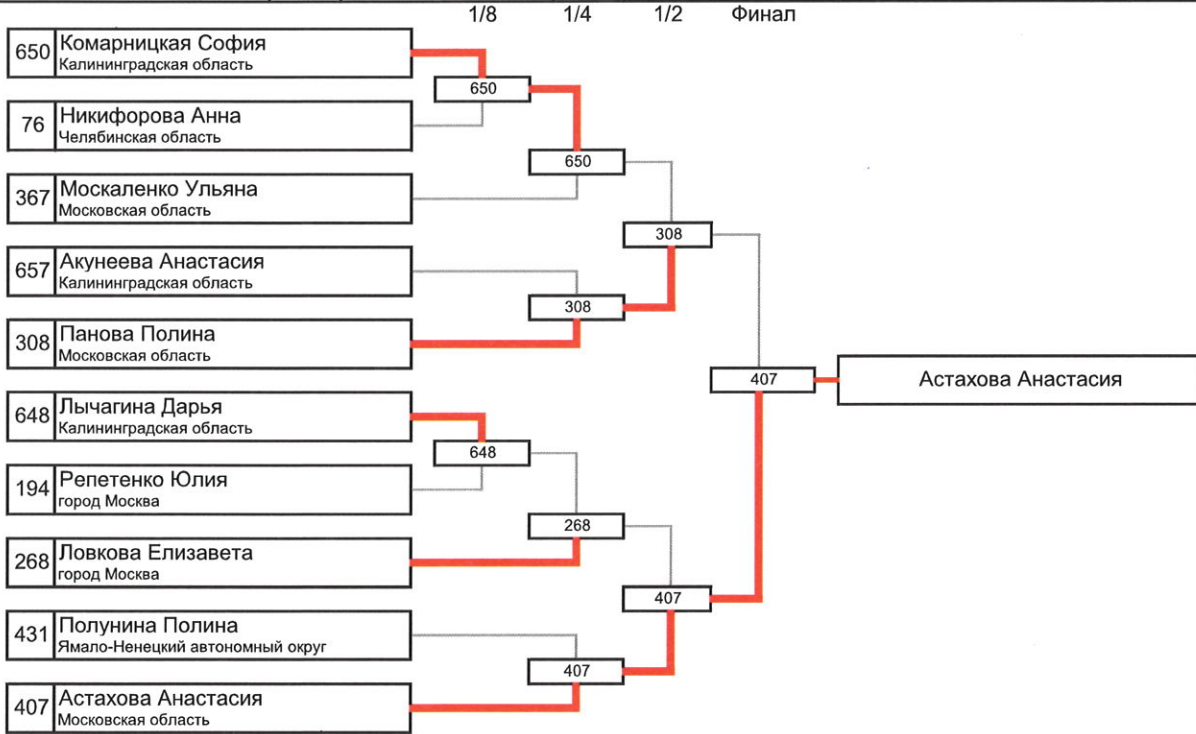 1/8 1/4 1/2 Финал
650 Комарницкая София
Калининградская область
650
76 Никифорова Анна
Челябинская область
650
367 Москаленко Ульяна
Московская область
308
657 Акунеева Анастасия
Калининградская область
308
308 Панова Полина
Московская область
407 Астахова Анастасия
648 Лычагина Дарья
Калининградская область
648
194 Репетенко Юлия
город Москва
268
268 Ловкова Елизавета
город Москва
407
431 Полунина Полина
Ямало-Ненецкий автономный округ
407
407 Астахова Анастасия
Московская область